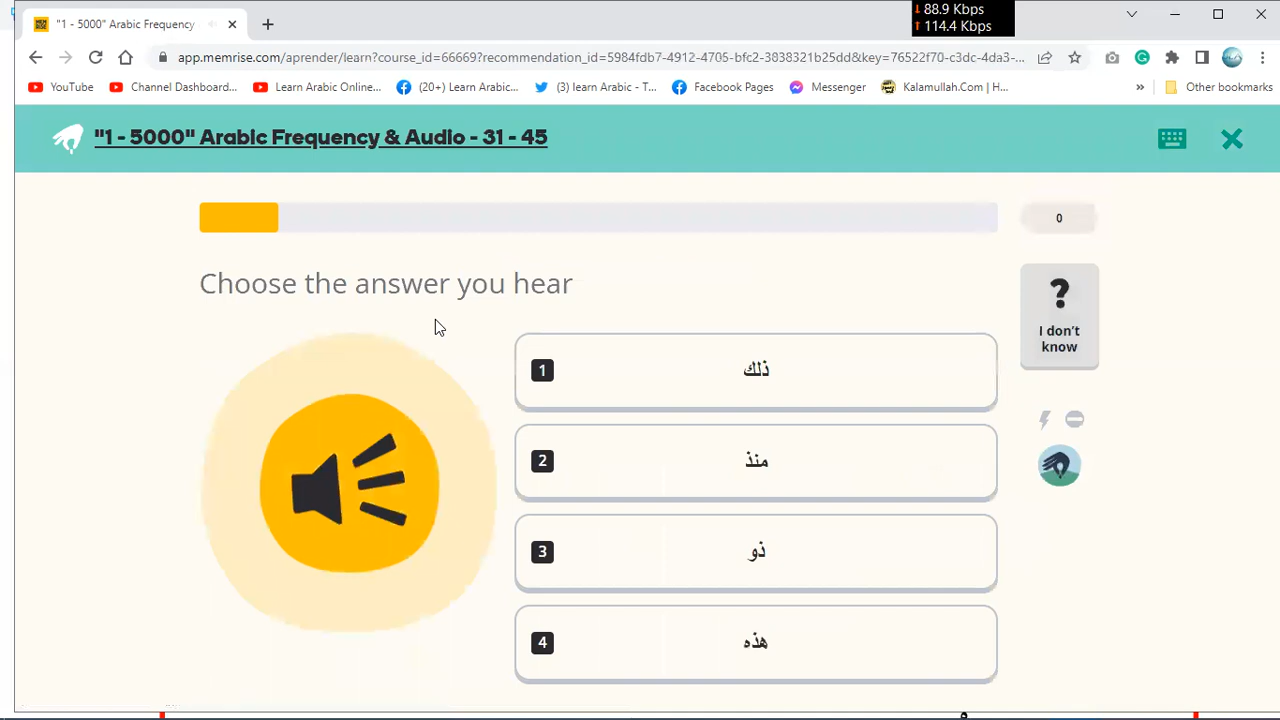 88.9 Kbps
114.4 Kbps
"1 - 5000" Arabic Frequency
app.memrise.com/aprender/learn?course_id=66669?recommendation_id=5984fdb7-4912-4705-bfc2-3838321b25dd&key=76522f70-c3dc-4da3-...
YouTube
Channel Dashboard...
Learn Arabic Online...
(20+) Learn Arabic...
(3) learn Arabic - T...
Facebook Pages
Messenger
Kalamullah.Com | H...
»
Other bookmarks
"1 - 5000" Arabic Frequency & Audio - 31 - 45
0
Choose the answer you hear
? I don't know
1 ذلك
2 منذ
3 ذو
4 هذه